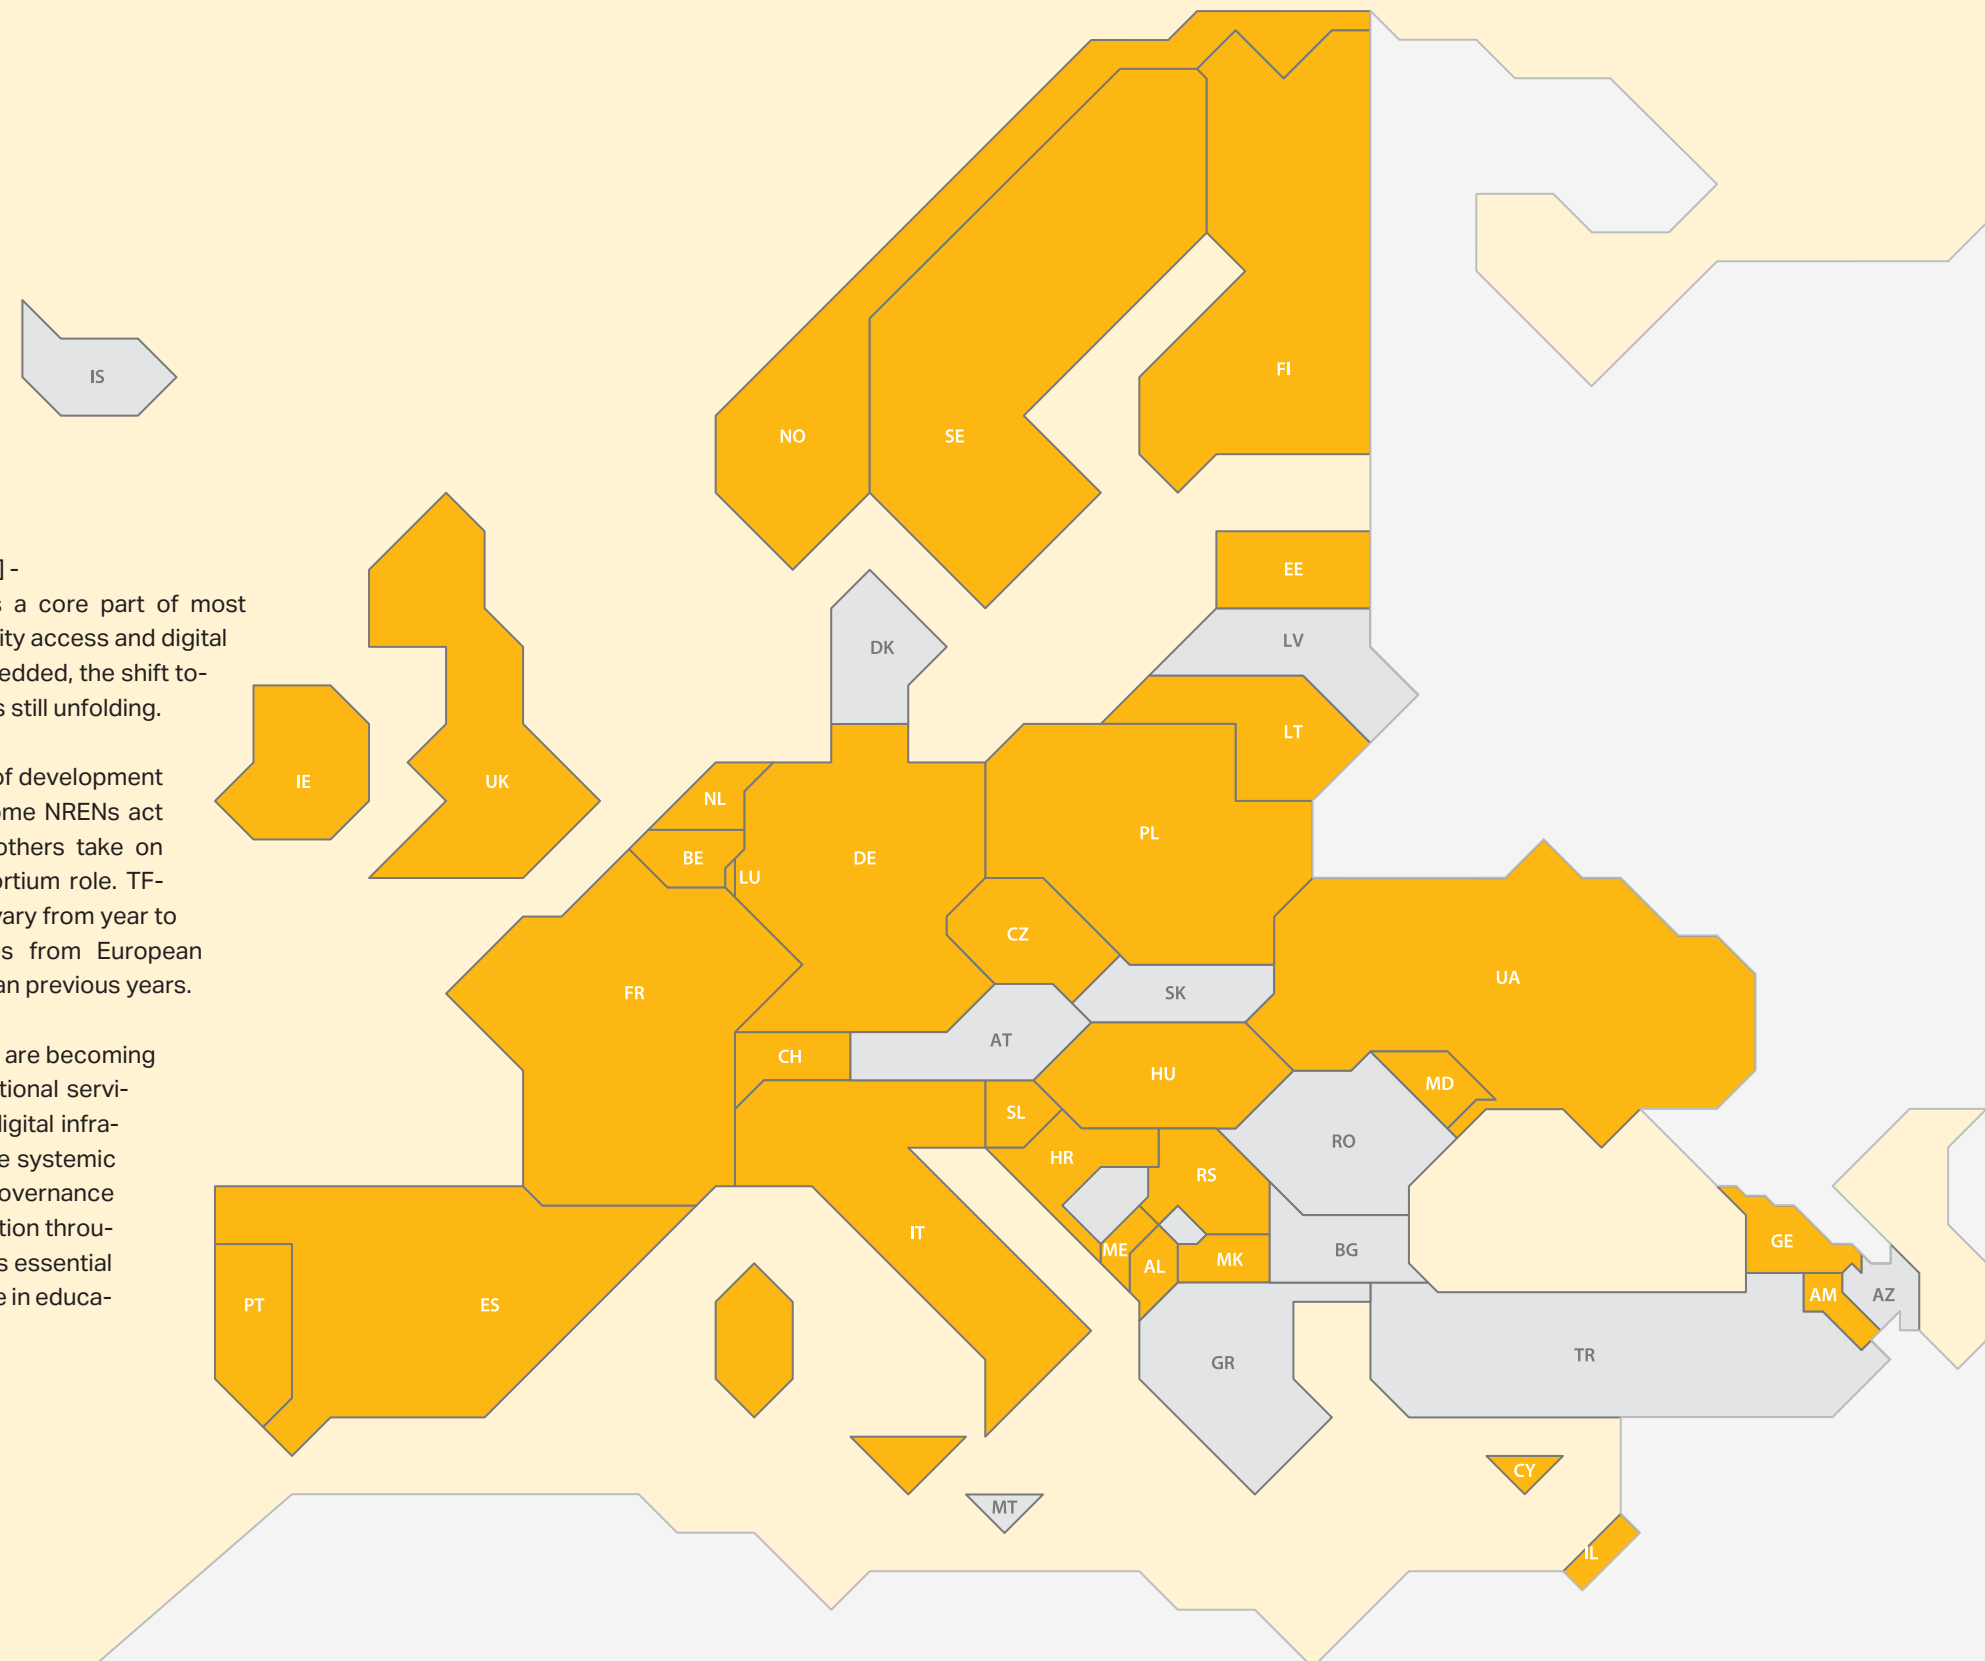 ] -
s a core part of most
ity access and digital
edded, the shift to-
s still unfolding.
of development
ome NRENs act
others take on
ortium role. TF-
vary from year to
s from European
an previous years.
are becoming
tional servi-
digital infra-
e systemic
overnance
tion throu-
s essential
e in educa-
IS
NO
SE
FI
EE
DK
LV
LT
IE
UK
NL
PL
BE
DE
LU
CZ
UA
FR
SK
AT
CH
HU
MD
SL
RO
HR
RS
IT
GE
ME
AL
MK
BG
PT
ES
AM
AZ
GR
TR
CY
MT
IL